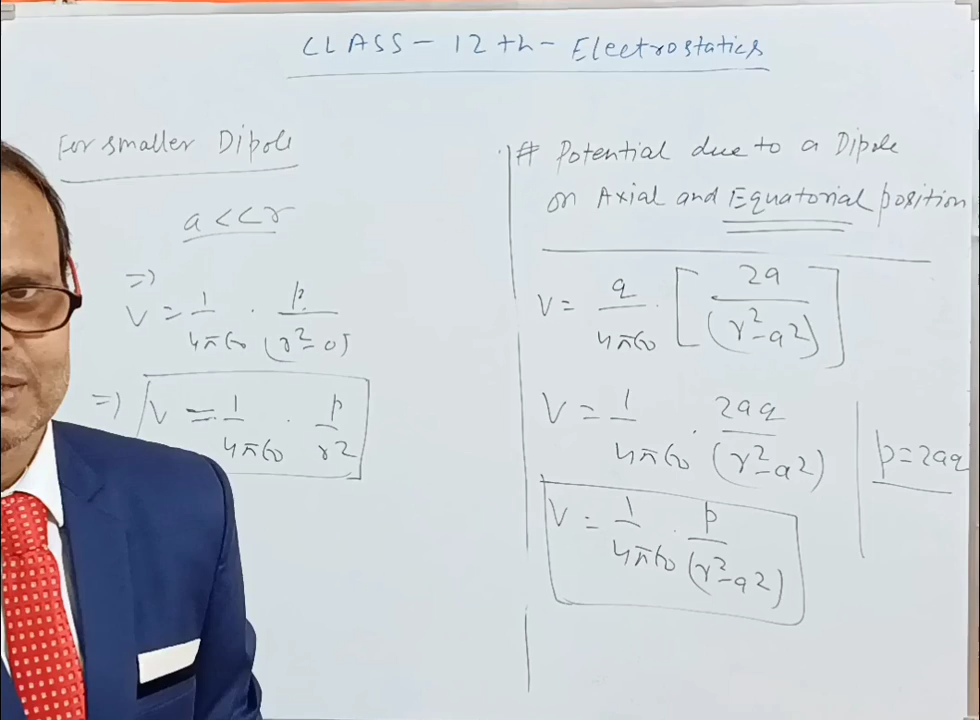 CLASS - 12th - Electrostatics
For smaller Dipole
a << r
=>
V = 1/4πε0 . p/(r2-0)
=> V = 1/4πε0 . p/r2
# Potential due to a Dipole
on Axial and Equatorial position
V = q/4πε0 . [2a/(r2-a2)]
V = 1/4πε0 . 2aq/(r2-a2)
p = 2aq
V = 1/4πε0 . p/(r2-a2)